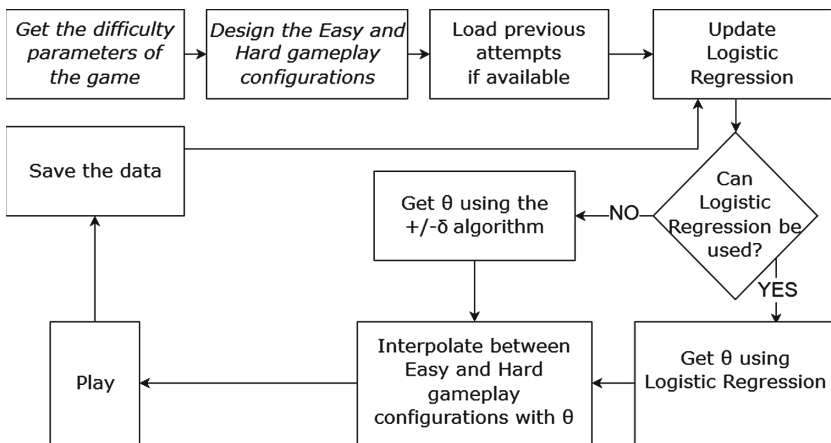 Get the difficulty
parameters of
the game
Design the Easy and
Hard gameplay
configurations
Load previous
attempts
if available
Update
Logistic
Regression
Save the data
Get θ using the
+/-δ algorithm
NO
Can
Logistic
Regression be
used?
YES
Play
Interpolate between
Easy and Hard
gameplay
configurations with θ
Get θ using
Logistic Regression